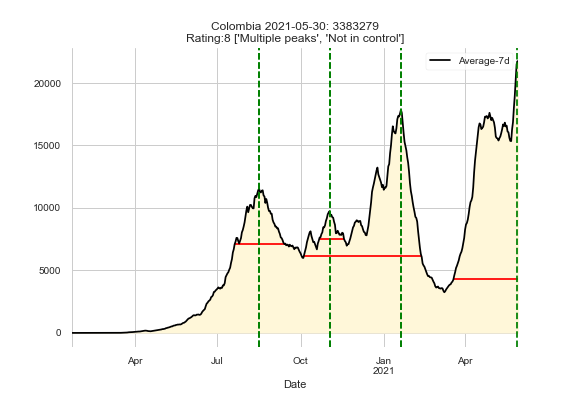 Colombia 2021-05-30: 3383279
Rating:8 ['Multiple peaks', 'Not in control']
Average-7d
20000
15000
10000
5000
0
Apr
Jul
Oct
Jan
2021
Apr
Date